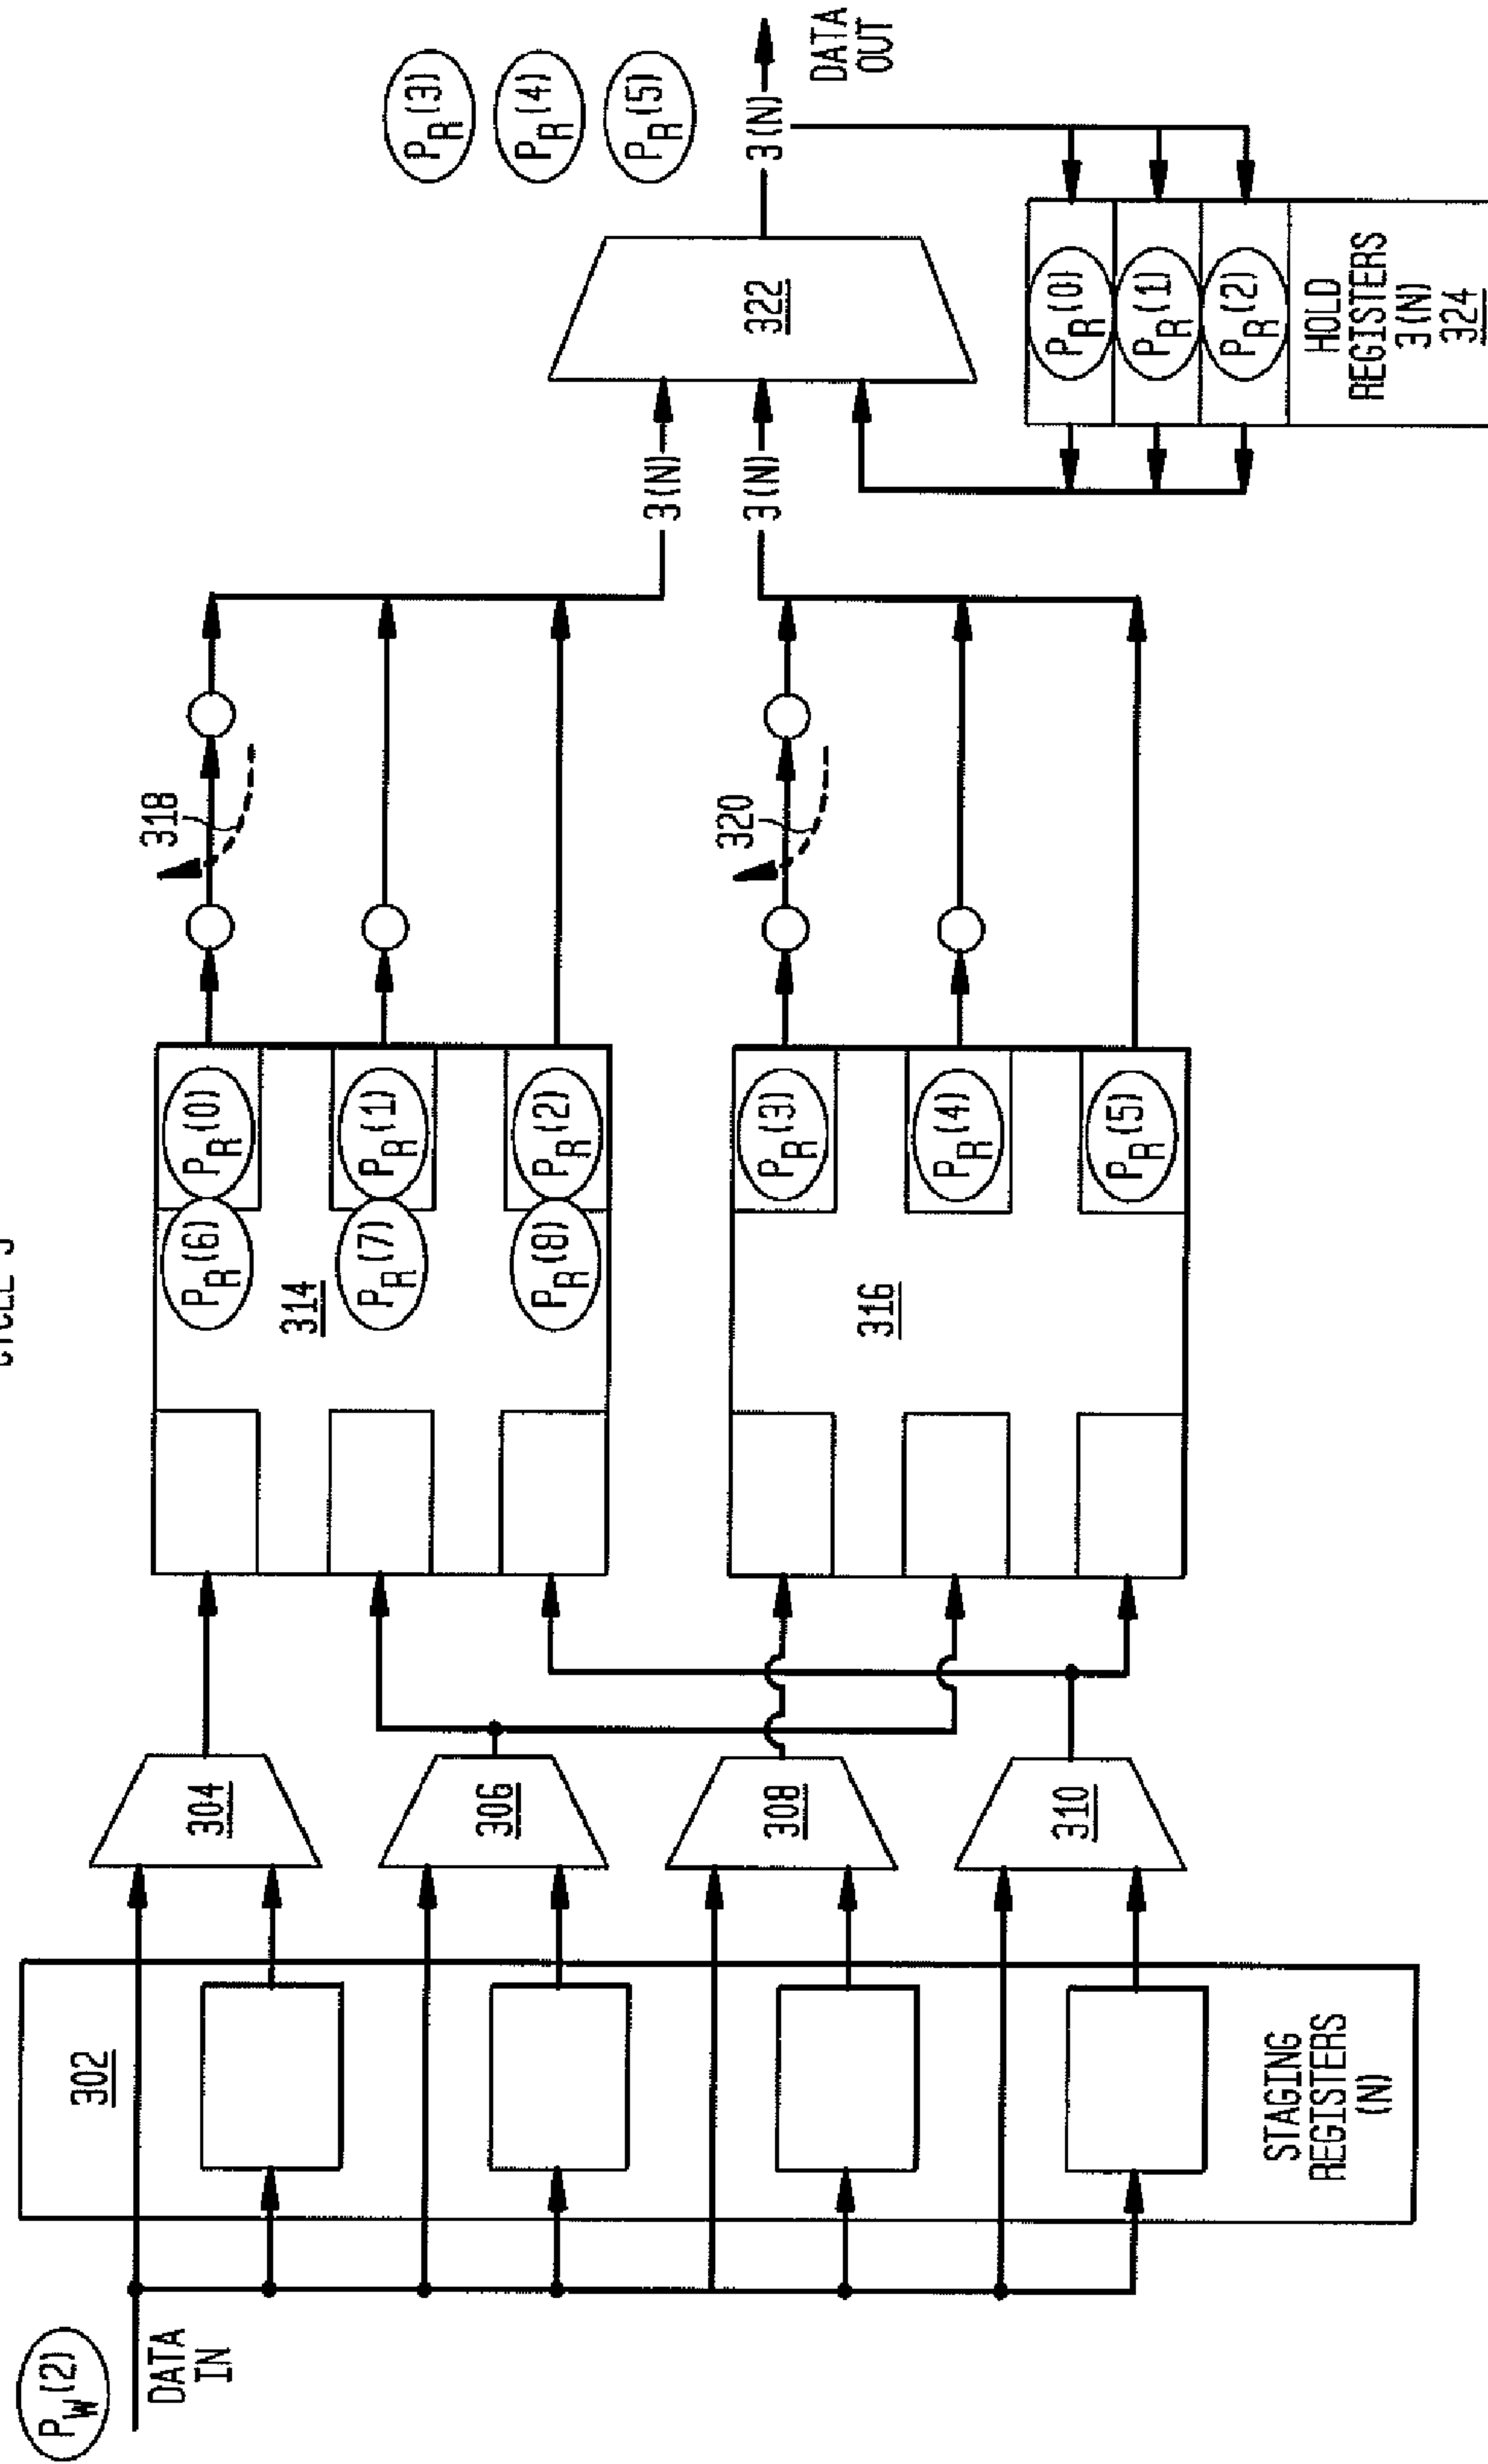 CYCLE 3
P_W(2)
DATA
IN
302
STAGING
REGISTERS
(N)
304
306
308
310
P_R(6)
P_R(0)
P_R(7)
P_R(1)
P_R(8)
P_R(2)
314
P_R(3)
P_R(4)
P_R(5)
316
318
320
3(N)
3(N)
322
P_R(3)
P_R(4)
P_R(5)
3(N)
DATA
OUT
P_R(0)
P_R(1)
P_R(2)
HOLD
REGISTERS
3(N)
324